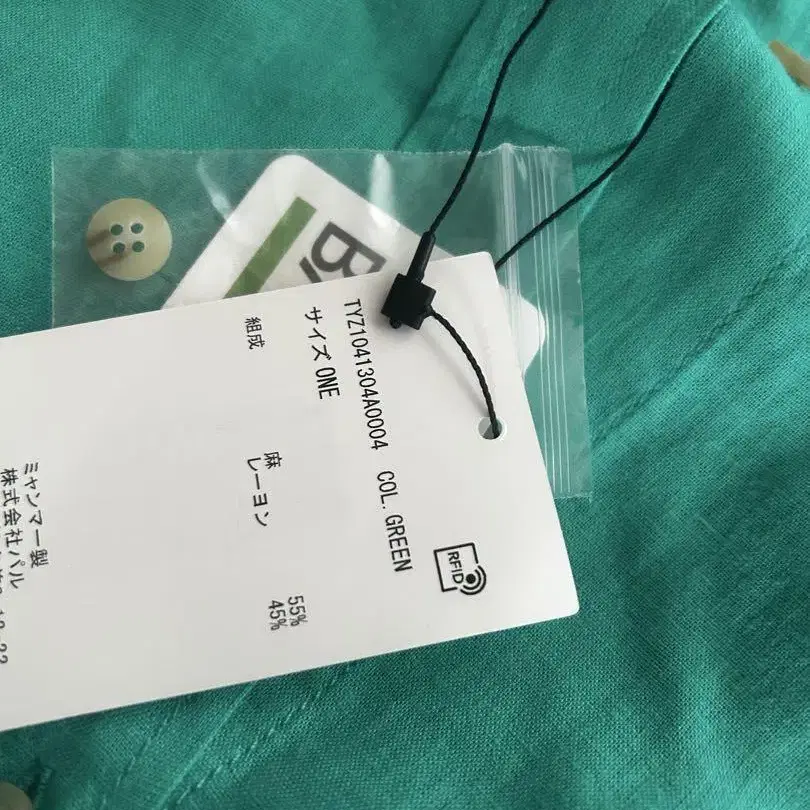 TYZ1041304A0004 COL.GREEN
サイズ ONE
組成
麻 55%
レーヨン 45%
ミャンマー製
株式会社パル
RFID